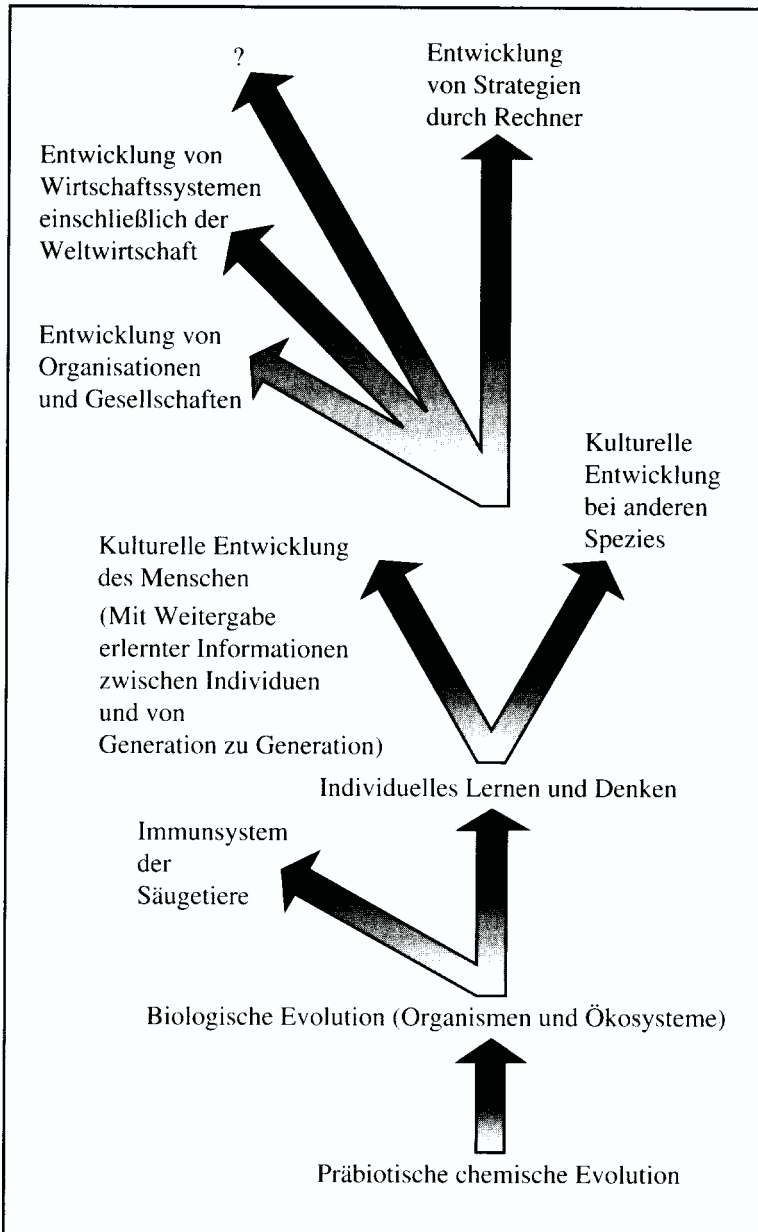 ?
Entwicklung
von Strategien
durch Rechner
Entwicklung von
Wirtschaftssystemen
einschließlich der
Weltwirtschaft
Entwicklung von
Organisationen
und Gesellschaften
Kulturelle
Entwicklung
bei anderen
Spezies
Kulturelle Entwicklung
des Menschen
(Mit Weitergabe
erlernter Informationen
zwischen Individuen
und von
Generation zu Generation)
Individuelles Lernen und Denken
Immunsystem
der
Säugetiere
Biologische Evolution (Organismen und Ökosysteme)
Präbiotische chemische Evolution